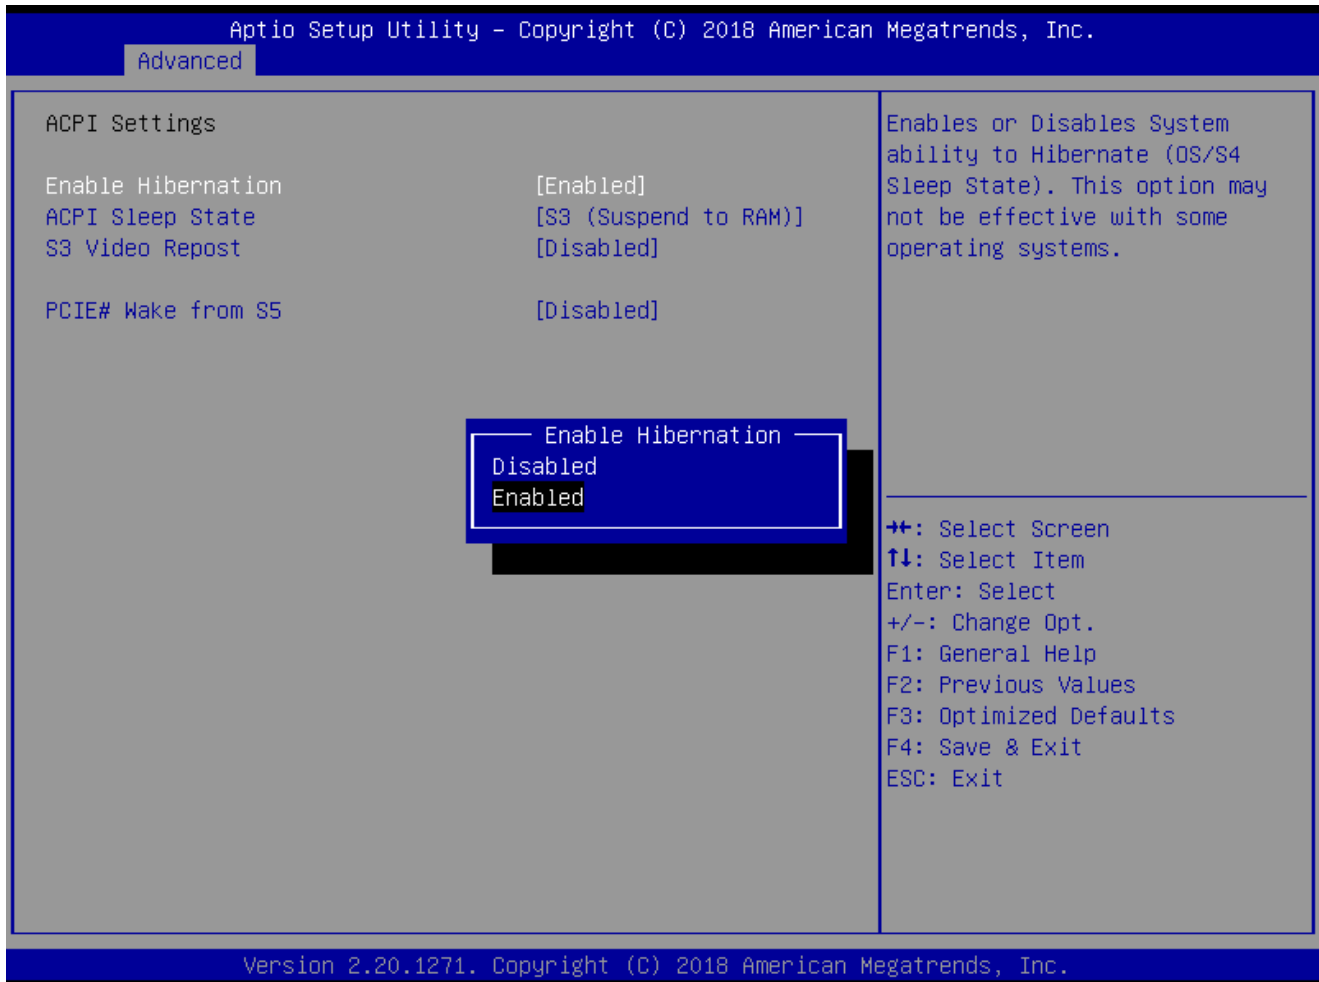 Aptio Setup Utility – Copyright (C) 2018 American Megatrends, Inc.
Advanced
ACPI Settings
Enable Hibernation [Enabled]
ACPI Sleep State [S3 (Suspend to RAM)]
S3 Video Repost [Disabled]
PCIE# Wake from S5 [Disabled]
Enable Hibernation
Disabled
Enabled
Enables or Disables System
ability to Hibernate (OS/S4
Sleep State). This option may
not be effective with some
operating systems.
→←: Select Screen
↑↓: Select Item
Enter: Select
+/-: Change Opt.
F1: General Help
F2: Previous Values
F3: Optimized Defaults
F4: Save & Exit
ESC: Exit
Version 2.20.1271. Copyright (C) 2018 American Megatrends, Inc.